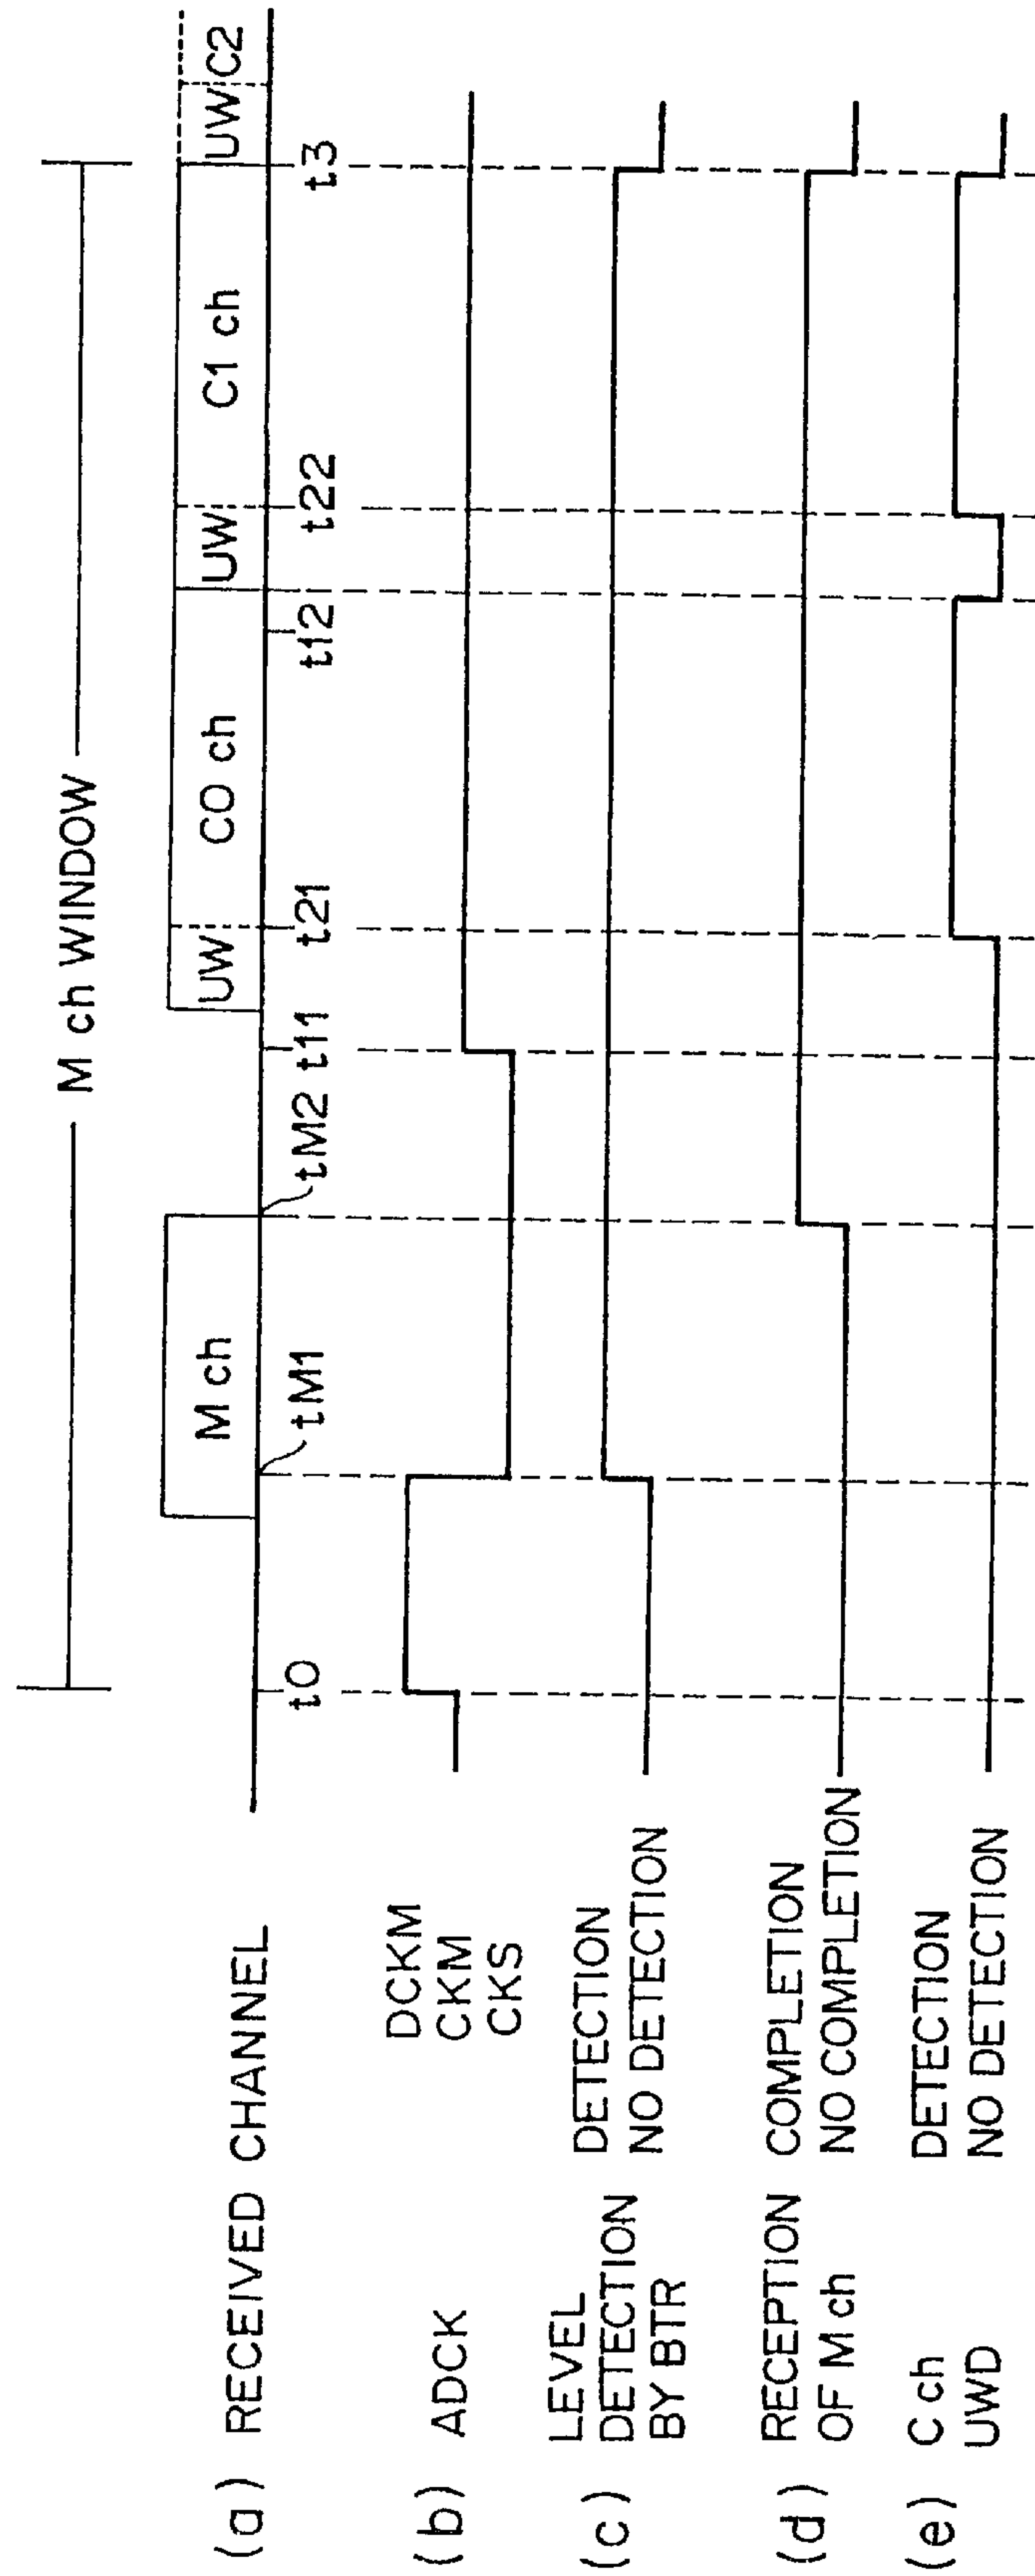 M ch WINDOW
(a) RECEIVED CHANNEL
M ch
UW
C0 ch
UW
C1 ch
UW
C2
t0
tM1
tM2
t11
t21
t12
t22
t3
(b) ADCK
DCKM
CKM
CKS
(c) LEVEL
DETECTION
BY BTR
DETECTION
NO DETECTION
(d) RECEPTION
OF M ch
COMPLETION
NO COMPLETION
(e) C ch
UWD
DETECTION
NO DETECTION